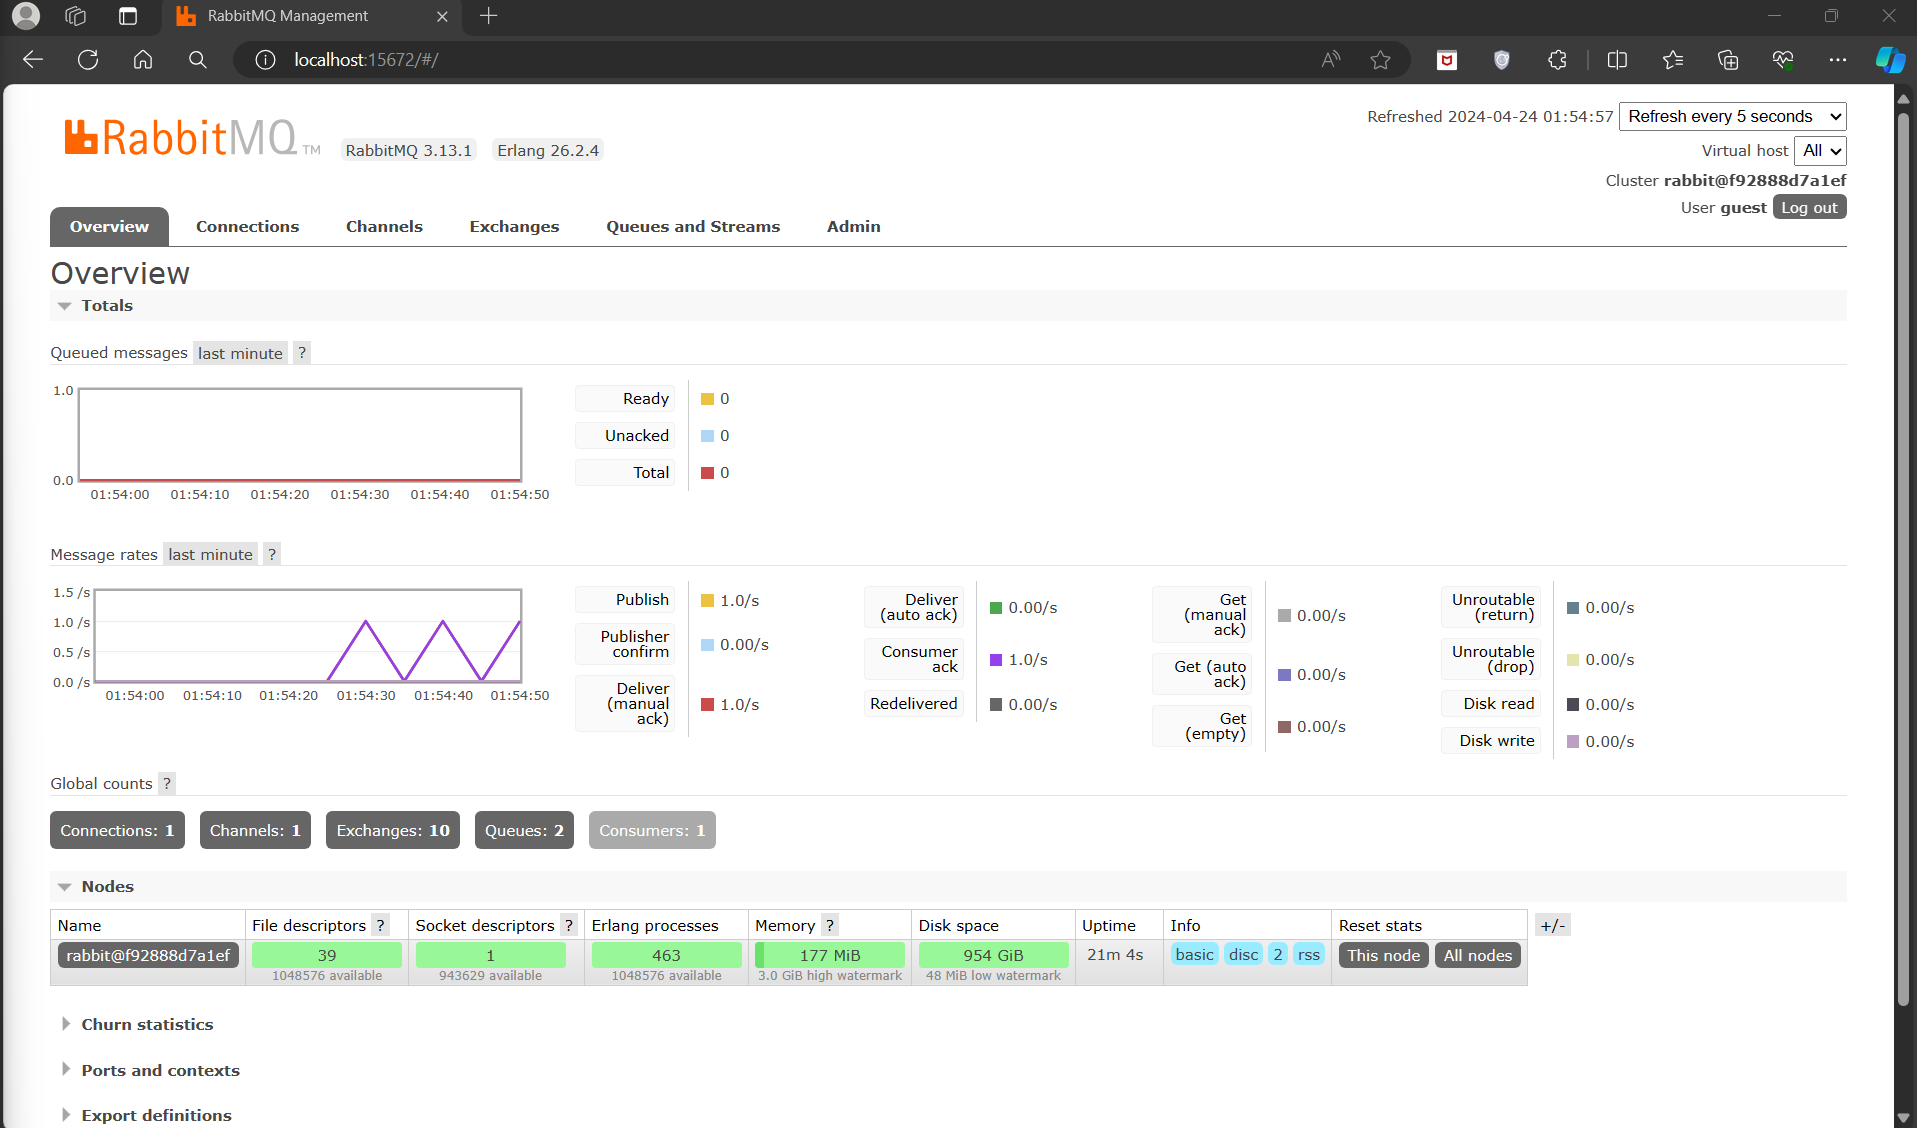 RabbitMQ Management
localhost:15672/#/
RabbitMQ TM RabbitMQ 3.13.1 Erlang 26.2.4
Refreshed 2024-04-24 01:54:57 Refresh every 5 seconds
Virtual host All
Cluster rabbit@f92888d7a1ef
User guest Log out
Overview Connections Channels Exchanges Queues and Streams Admin
Overview
Totals
Queued messages last minute ?
1.0
0.0
01:54:00 01:54:10 01:54:20 01:54:30 01:54:40 01:54:50
Ready 0
Unacked 0
Total 0
Message rates last minute ?
1.5 /s
1.0 /s
0.5 /s
0.0 /s
01:54:00 01:54:10 01:54:20 01:54:30 01:54:40 01:54:50
Publish 1.0/s
Publisher
confirm 0.00/s
Deliver
(manual
ack) 1.0/s
Deliver
(auto ack) 0.00/s
Consumer
ack 1.0/s
Redelivered 0.00/s
Get
(manual
ack) 0.00/s
Get (auto
ack) 0.00/s
Get
(empty) 0.00/s
Unroutable
(return) 0.00/s
Unroutable
(drop) 0.00/s
Disk read 0.00/s
Disk write 0.00/s
Global counts ?
Connections: 1 Channels: 1 Exchanges: 10 Queues: 2 Consumers: 1
Nodes
Name File descriptors ? Socket descriptors ? Erlang processes Memory ? Disk space Uptime Info Reset stats +/-
rabbit@f92888d7a1ef 39 1 463 177 MiB 954 GiB 21m 4s basic disc 2 rss This node All nodes
1048576 available 943629 available 1048576 available 3.0 GiB high watermark 48 MiB low watermark
Churn statistics
Ports and contexts
Export definitions